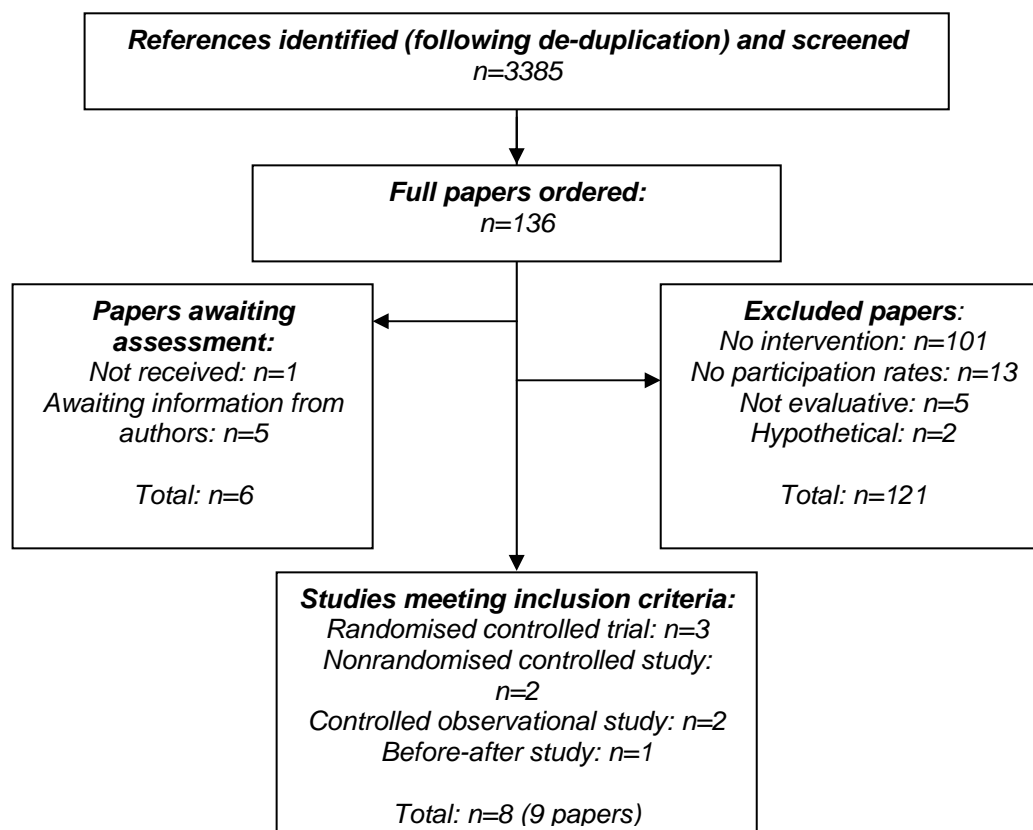 References identified (following de-duplication) and screened
n=3385
Full papers ordered:
n=136
Papers awaiting
assessment:
Not received: n=1
Awaiting information from
authors: n=5
Total: n=6
Excluded papers:
No intervention: n=101
No participation rates: n=13
Not evaluative: n=5
Hypothetical: n=2
Total: n=121
Studies meeting inclusion criteria:
Randomised controlled trial: n=3
Nonrandomised controlled study:
n=2
Controlled observational study: n=2
Before-after study: n=1
Total: n=8 (9 papers)